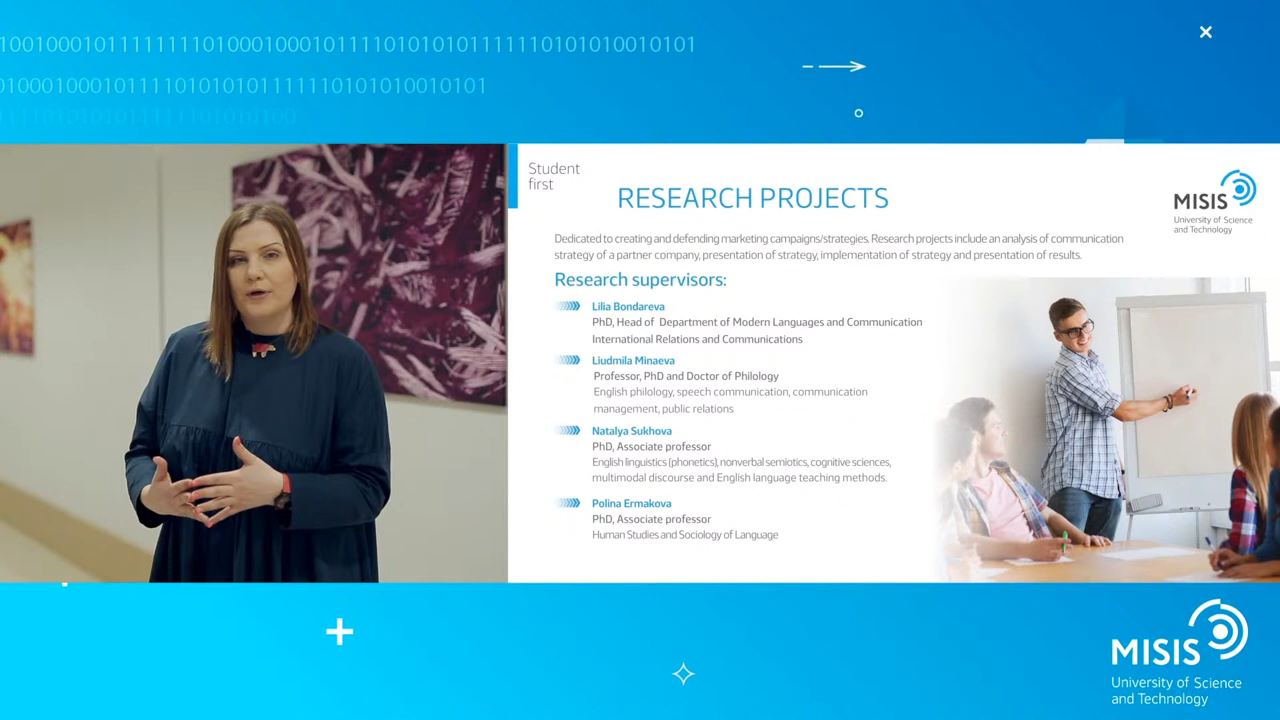 Student
first
RESEARCH PROJECTS
MISIS
University of Science
and Technology
Dedicated to creating and defending marketing campaigns/strategies. Research projects include an analysis of communication
strategy of a partner company, presentation of strategy, implementation of strategy and presentation of results.
Research supervisors:
Lilia Bondareva
PhD, Head of Department of Modern Languages and Communication
International Relations and Communications
Liudmila Minaeva
Professor, PhD and Doctor of Philology
English philology, speech communication, communication
management, public relations
Natalya Sukhova
PhD, Associate professor
English linguistics (phonetics), nonverbal semiotics, cognitive sciences,
multimodal discourse and English language teaching methods.
Polina Ermakova
PhD, Associate professor
Human Studies and Sociology of Language
MISIS
University of Science
and Technology